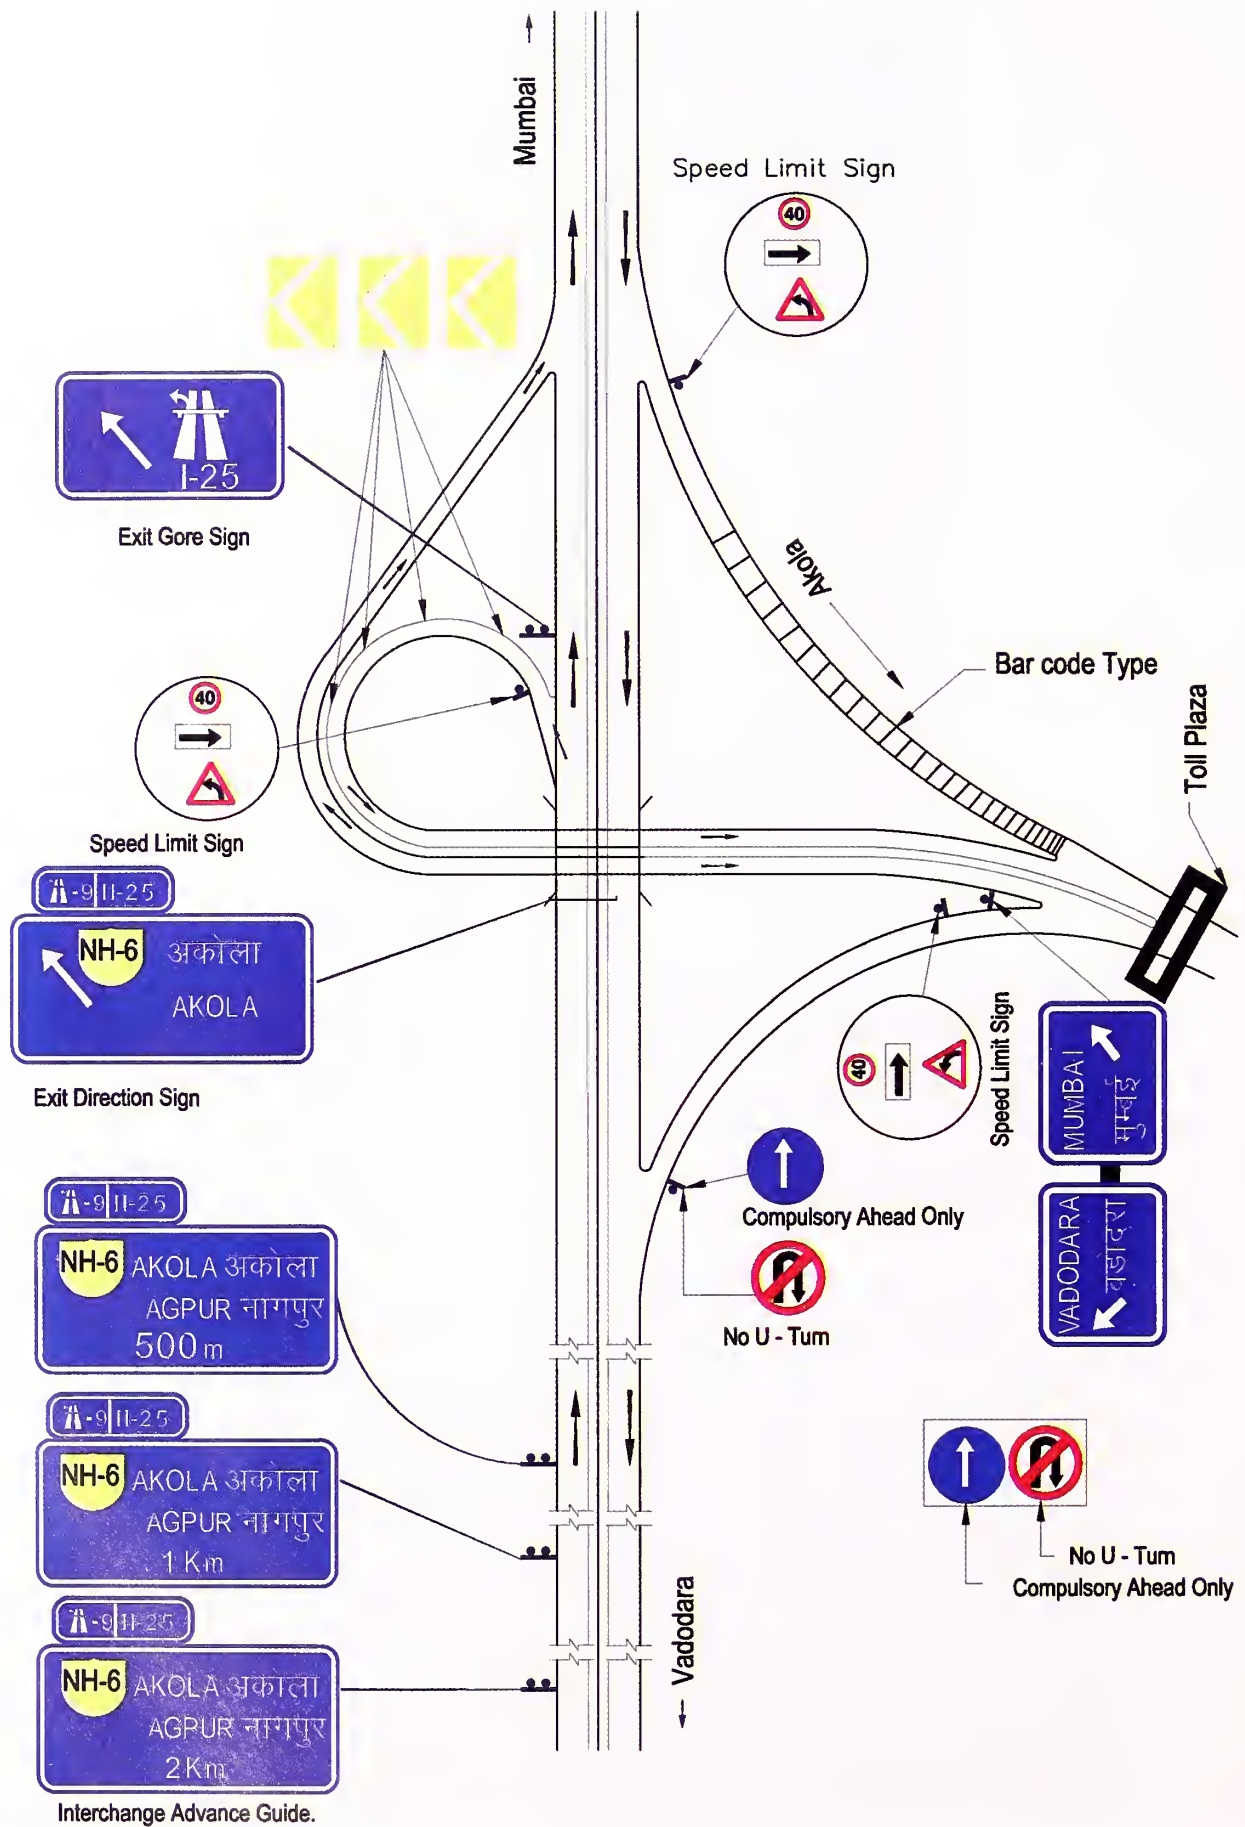 Mumbai
Speed Limit Sign
40
I-25
Exit Gore Sign
Akola
Bar code Type
Toll Plaza
40
Speed Limit Sign
-9 II-25
NH-6 अकोला
AKOLA
Exit Direction Sign
40
Speed Limit Sign
MUMBAI
मुम्बई
VADODARA
वडोदरा
Compulsory Ahead Only
No U - Turn
-9 II-25
NH-6 AKOLA अकोला
AGPUR नागपुर
500 m
-9 II-25
NH-6 AKOLA अकोला
AGPUR नागपुर
1 Km
No U - Turn
Compulsory Ahead Only
Vadodara
-9 II-25
NH-6 AKOLA अकोला
AGPUR नागपुर
2 Km
Interchange Advance Guide.